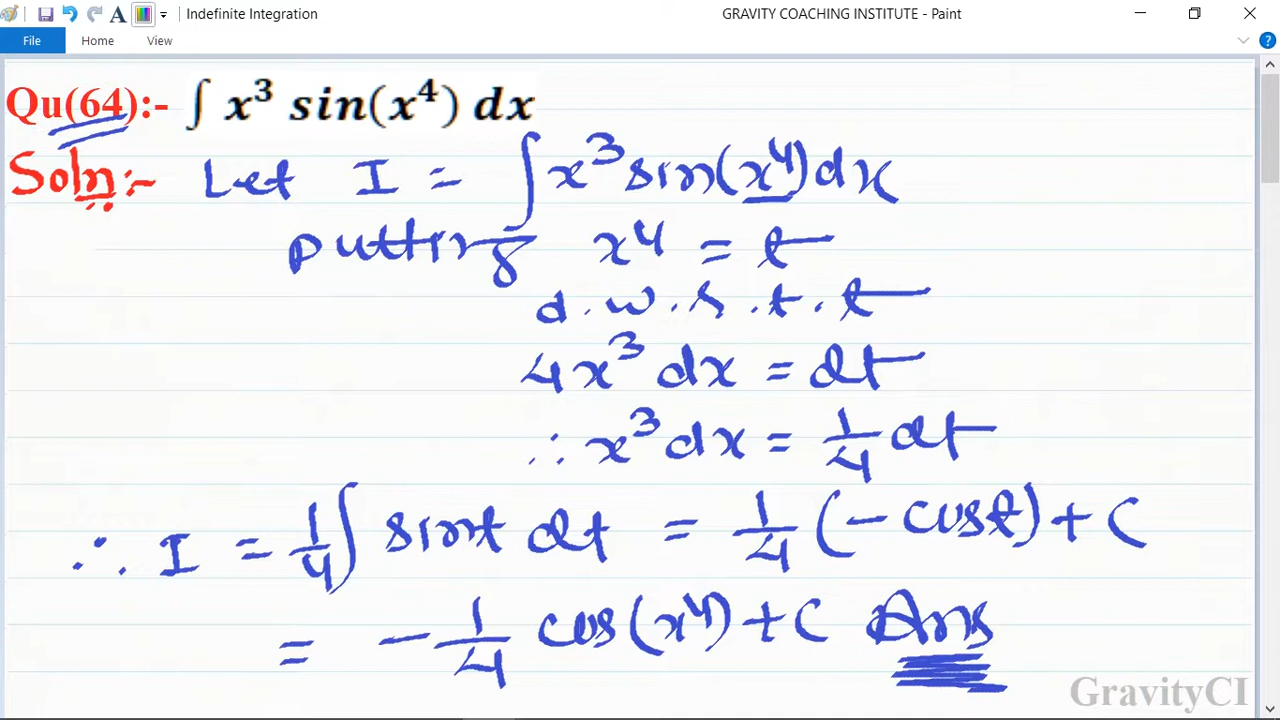 Indefinite Integration
GRAVITY COACHING INSTITUTE - Paint
File Home View
Qu(64):- ∫ x³ sin(x⁴) dx
Soln:- Let I = ∫ x³ sin(x⁴) dx
putting x⁴ = t
d.w.r.t.t
4x³ dx = dt
∴ x³ dx = 1/4 dt
∴ I = 1/4 ∫ sint dt = 1/4 (- cost) + C
= - 1/4 cos(x⁴) + C Ans
GravityCI